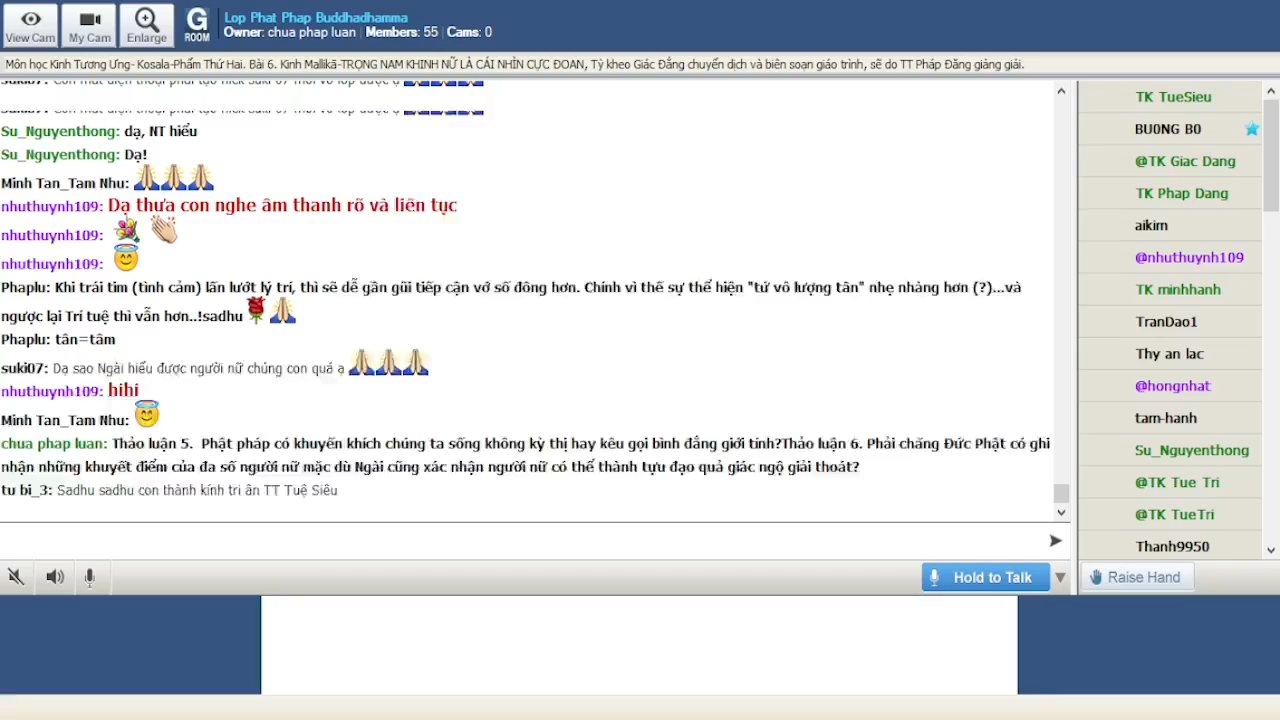 View Cam
My Cam
Enlarge
G ROOM
Lop Phat Phap Buddhadhamma
Owner: chua phap luan | Members: 55 | Cams: 0
Môn học Kinh Tương Ưng- Kosala-Phẩm Thứ Hai. Bài 6. Kinh Mallikā-TRỌNG NAM KHINH NỮ LÀ CÁI NHÌN CỰC ĐOAN, Tỳ kheo Giác Đẳng chuyển dịch và biên soạn giáo trình, sẽ do TT Pháp Đăng giảng giải.
Su_Nguyenthong: dạ, NT hiểu
Su_Nguyenthong: Dạ!
Minh Tan_Tam Nhu:
nhuthuynh109: Dạ thưa con nghe âm thanh rõ và liên tục
nhuthuynh109:
nhuthuynh109:
Phaplu: Khi trái tim (tình cảm) lấn lướt lý trí, thì sẽ dễ gần gũi tiếp cận vớ số đông hơn. Chính vì thế sự thể hiện "tứ vô lượng tân" nhẹ nhàng hơn (?)...và
ngược lại Trí tuệ thì vẫn hơn..!sadhu
Phaplu: tân=tâm
suki07: Dạ sao Ngài hiểu được người nữ chúng con quá ạ
nhuthuynh109: hihi
Minh Tan_Tam Nhu:
chua phap luan: Thảo luận 5. Phật pháp có khuyến khích chúng ta sống không kỳ thị hay kêu gọi bình đẳng giới tính?Thảo luận 6. Phải chăng Đức Phật có ghi
nhận những khuyết điểm của đa số người nữ mặc dù Ngài cũng xác nhận người nữ có thể thành tựu đạo quả giác ngộ giải thoát?
tu bi_3: Sadhu sadhu con thành kính tri ân TT Tuệ Siêu
Hold to Talk
TK TueSieu
BU0NG B0
@TK Giac Dang
TK Phap Dang
aikim
@nhuthuynh109
TK minhhanh
TranDao1
Thy an lac
@hongnhat
tam-hanh
Su_Nguyenthong
@TK Tue Tri
@TK TueTri
Thanh9950
Raise Hand